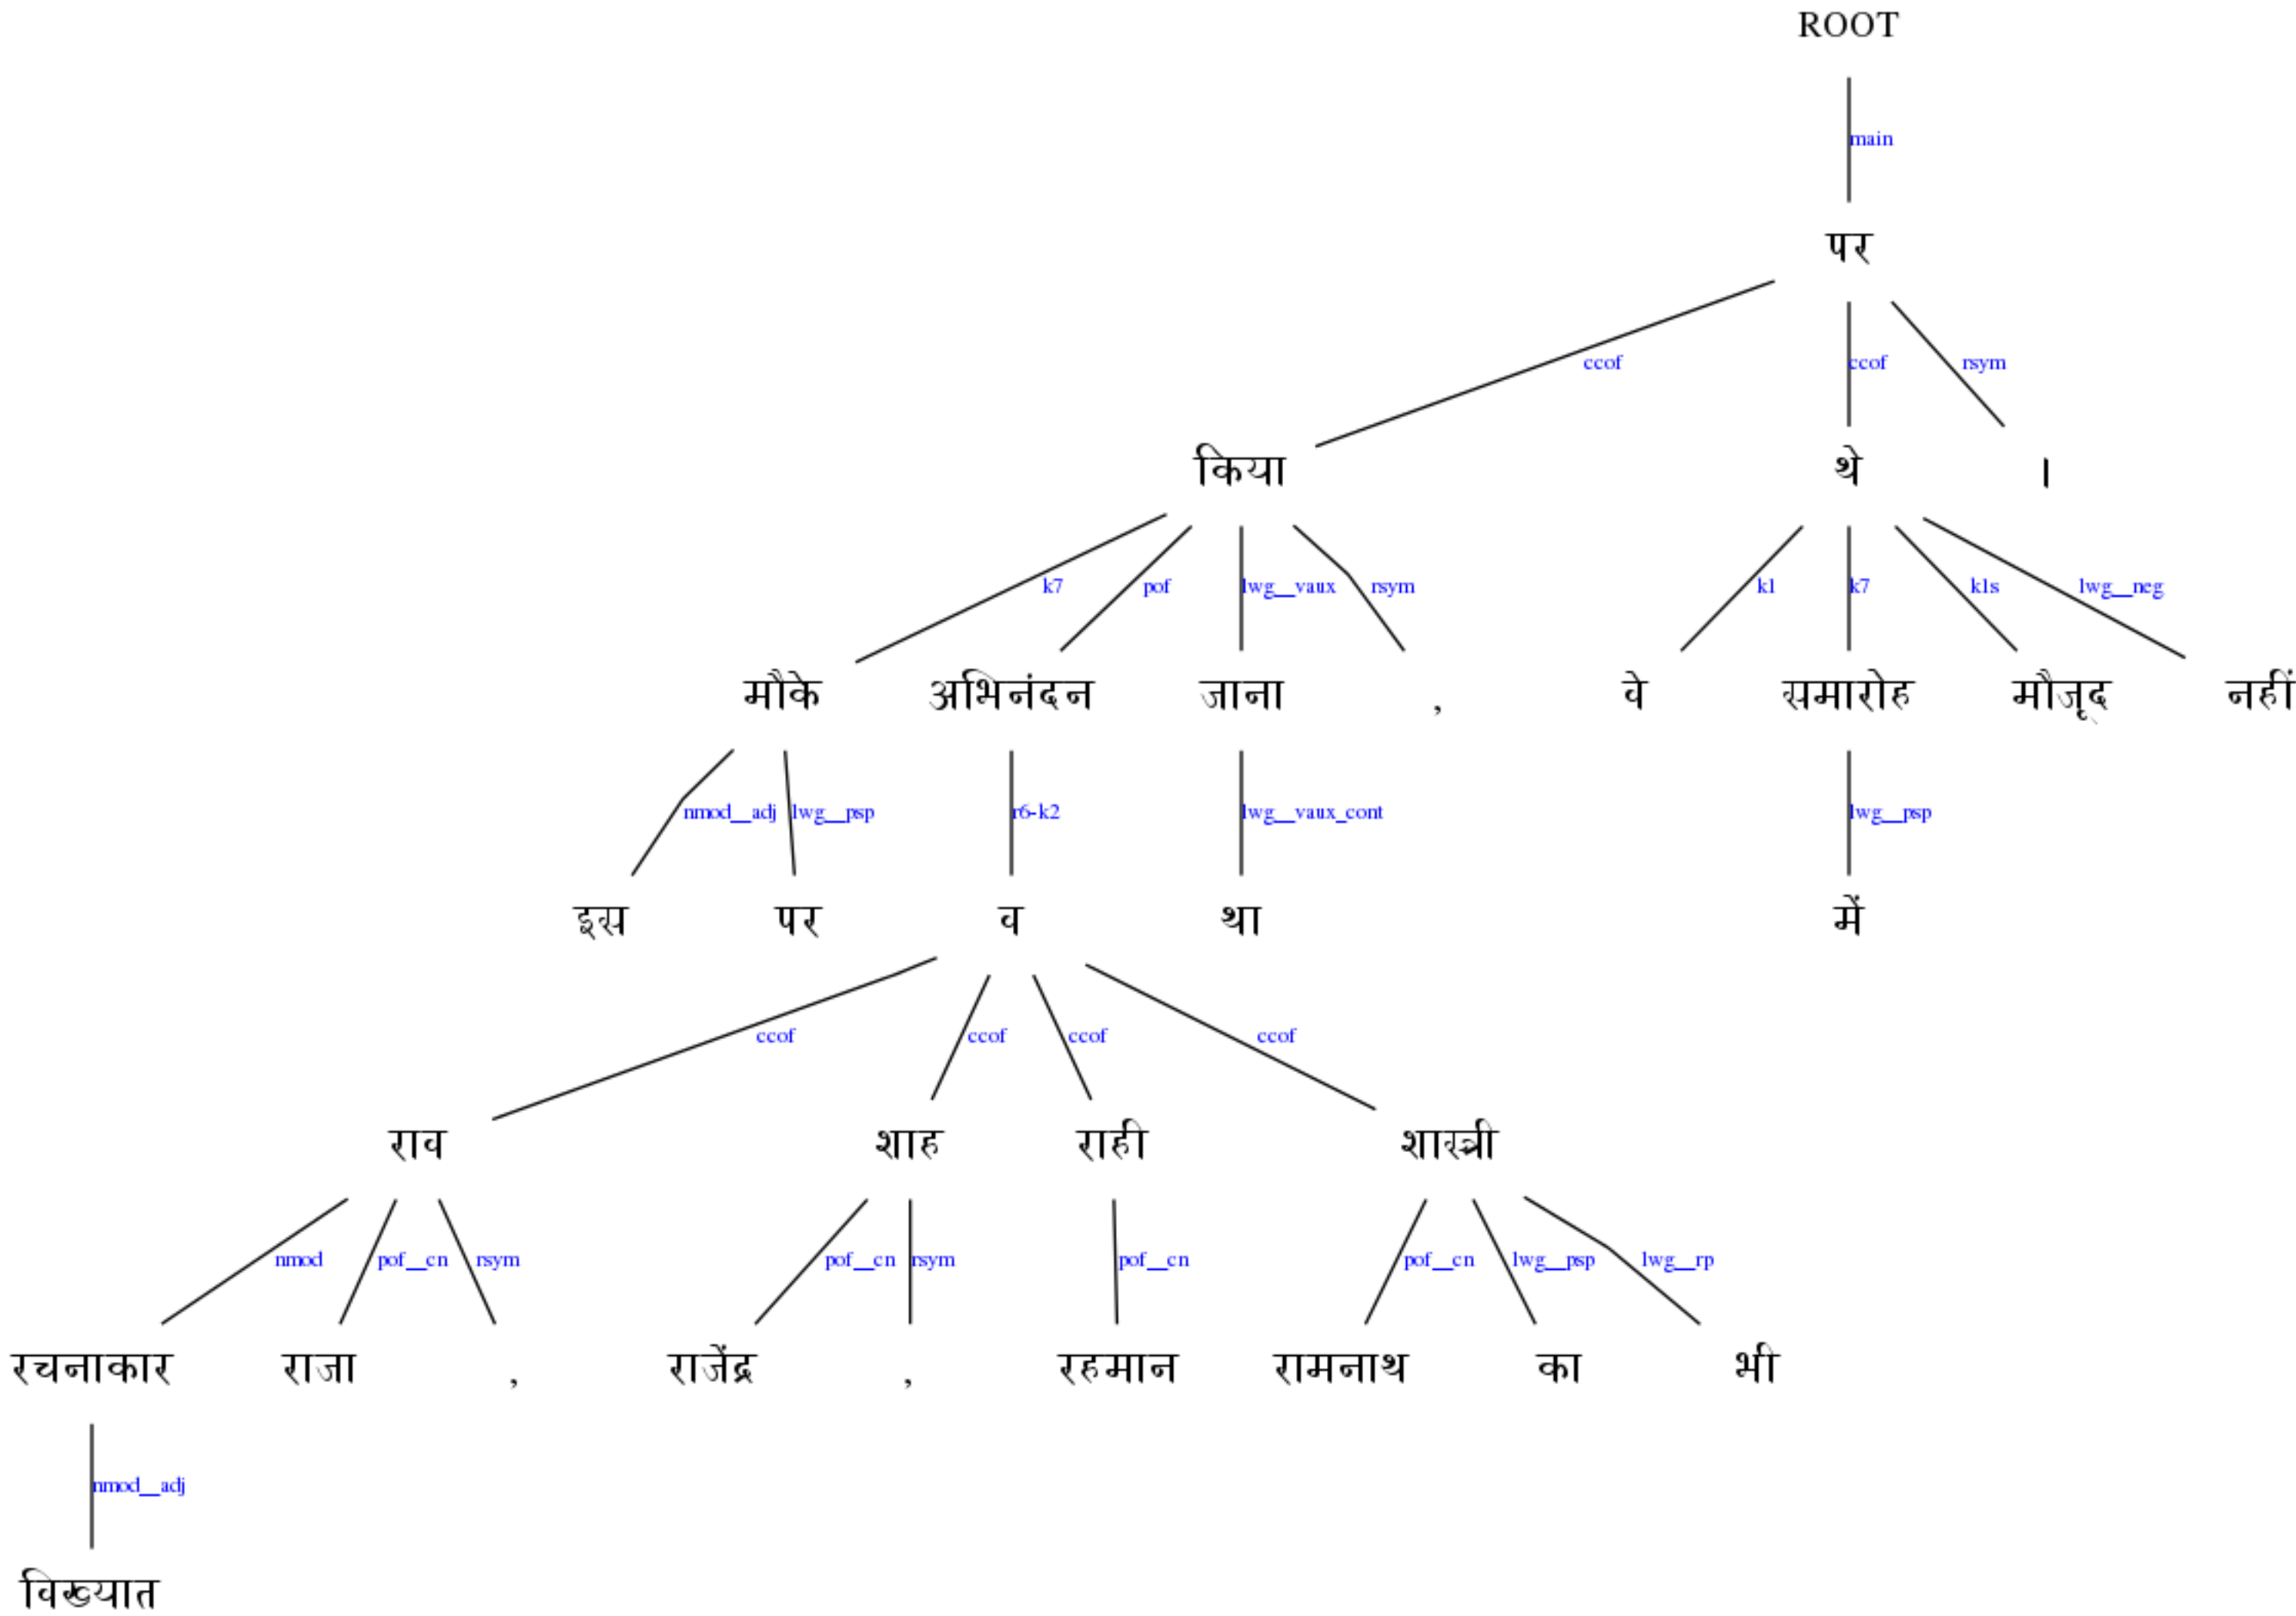 ROOT
main
पर
ccof ccof rsym
किया थे ।
k7 pof lwg__vaux rsym k1 k7 k1s lwg__neg
मौके अभिनंदन जाना , वे समारोह मौजूद नहीं
nmod__adj lwg__psp r6-k2 lwg__vaux_cont lwg__psp
इस पर व था में
ccof ccof ccof ccof
राव शाह राही शास्त्री
nmod pof__cn rsym pof__cn rsym pof__cn pof__cn lwg__psp lwg__rp
रचनाकार राजा , राजेंद्र , रहमान रामनाथ का भी
nmod__adj
विख्यात